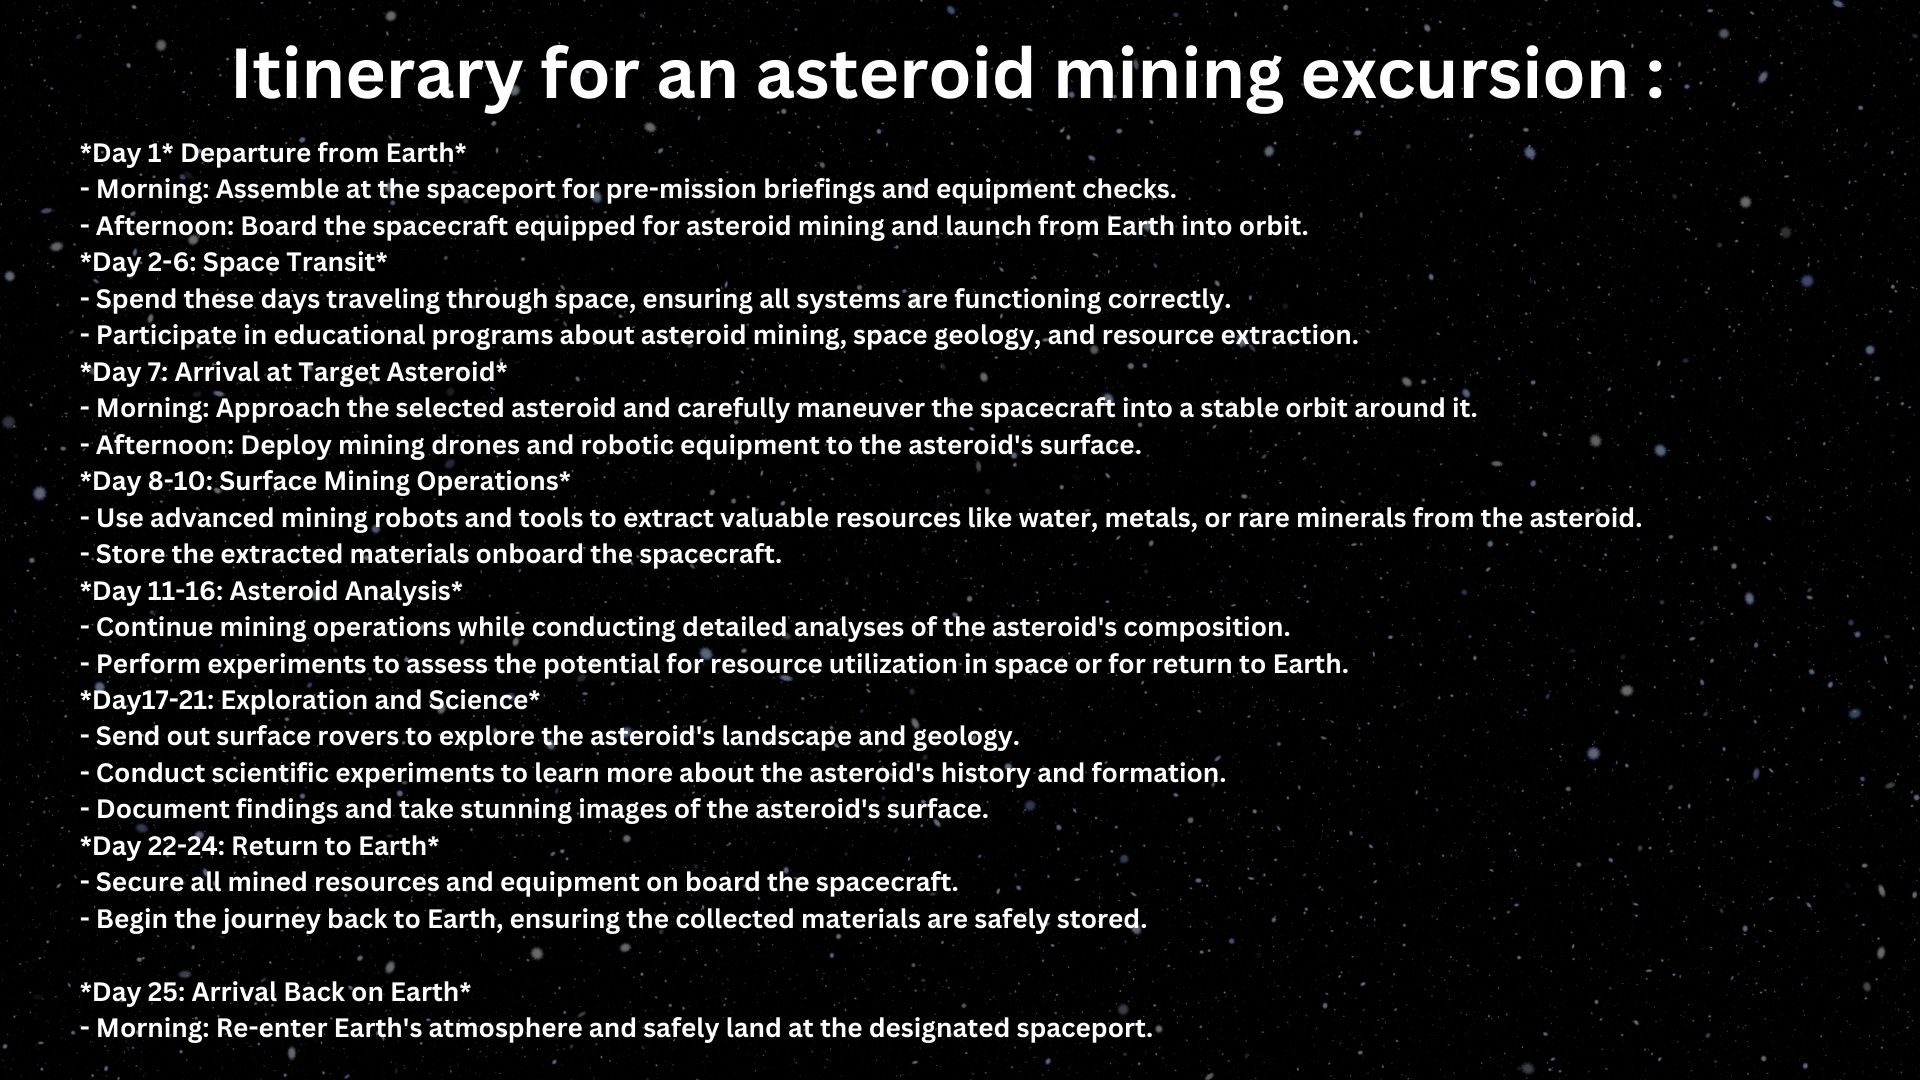 Itinerary for an asteroid mining excursion :
*Day 1* Departure from Earth*
- Morning: Assemble at the spaceport for pre-mission briefings and equipment checks.
- Afternoon: Board the spacecraft equipped for asteroid mining and launch from Earth into orbit.
*Day 2-6: Space Transit*
- Spend these days traveling through space, ensuring all systems are functioning correctly.
- Participate in educational programs about asteroid mining, space geology, and resource extraction.
*Day 7: Arrival at Target Asteroid*
- Morning: Approach the selected asteroid and carefully maneuver the spacecraft into a stable orbit around it.
- Afternoon: Deploy mining drones and robotic equipment to the asteroid's surface.
*Day 8-10: Surface Mining Operations*
- Use advanced mining robots and tools to extract valuable resources like water, metals, or rare minerals from the asteroid.
- Store the extracted materials onboard the spacecraft.
*Day 11-16: Asteroid Analysis*
- Continue mining operations while conducting detailed analyses of the asteroid's composition.
- Perform experiments to assess the potential for resource utilization in space or for return to Earth.
*Day17-21: Exploration and Science*
- Send out surface rovers to explore the asteroid's landscape and geology.
- Conduct scientific experiments to learn more about the asteroid's history and formation.
- Document findings and take stunning images of the asteroid's surface.
*Day 22-24: Return to Earth*
- Secure all mined resources and equipment on board the spacecraft.
- Begin the journey back to Earth, ensuring the collected materials are safely stored.
*Day 25: Arrival Back on Earth*
- Morning: Re-enter Earth's atmosphere and safely land at the designated spaceport.